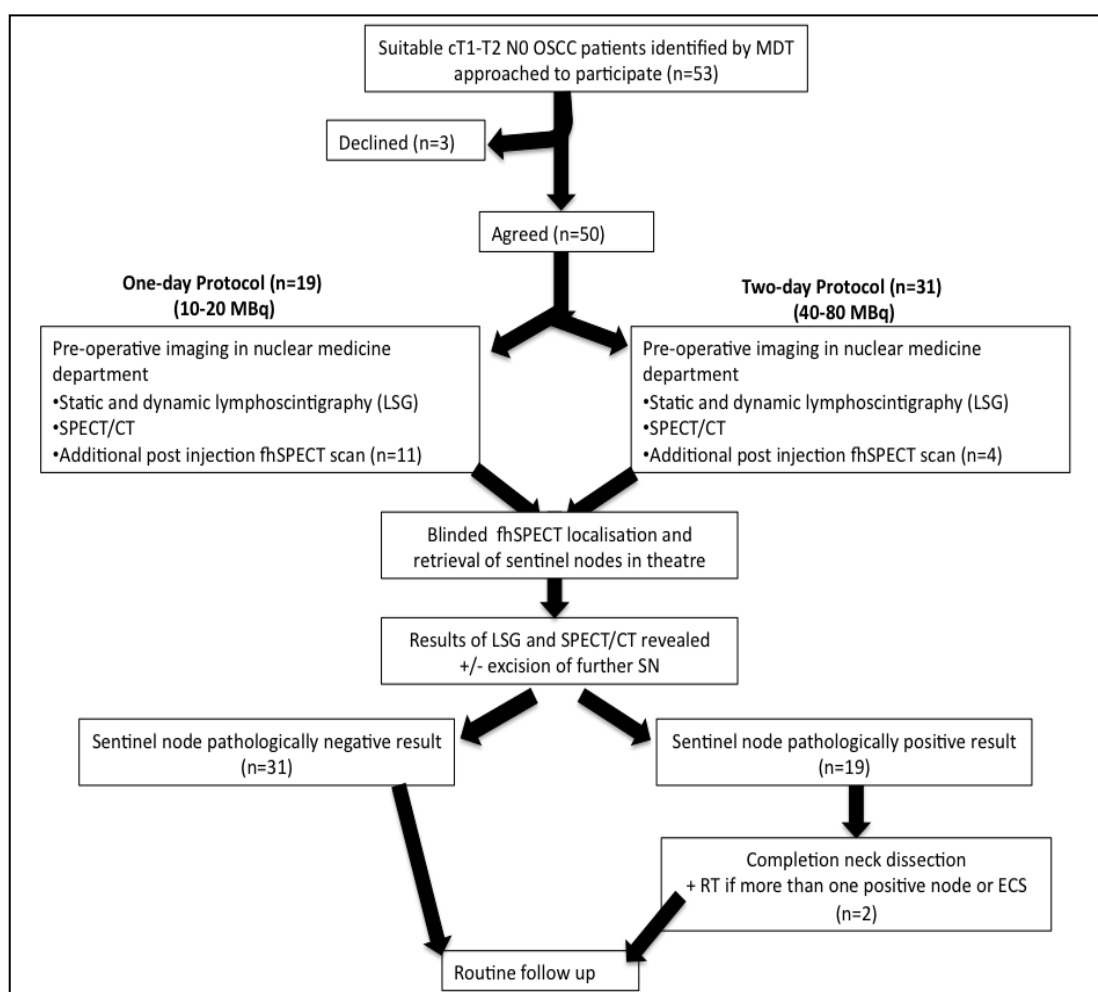 Suitable cT1-T2 N0 OSCC patients identified by MDT
approached to participate (n=53)
Declined (n=3)
Agreed (n=50)
One-day Protocol (n=19)
(10-20 MBq)
Pre-operative imaging in nuclear medicine
department
•Static and dynamic lymphoscintigraphy (LSG)
•SPECT/CT
•Additional post injection fhSPECT scan (n=11)
Two-day Protocol (n=31)
(40-80 MBq)
Pre-operative imaging in nuclear medicine
department
•Static and dynamic lymphoscintigraphy (LSG)
•SPECT/CT
•Additional post injection fhSPECT scan (n=4)
Blinded fhSPECT localisation and
retrieval of sentinel nodes in theatre
Results of LSG and SPECT/CT revealed
+/- excision of further SN
Sentinel node pathologically negative result
(n=31)
Sentinel node pathologically positive result
(n=19)
Completion neck dissection
+ RT if more than one positive node or ECS
(n=2)
Routine follow up